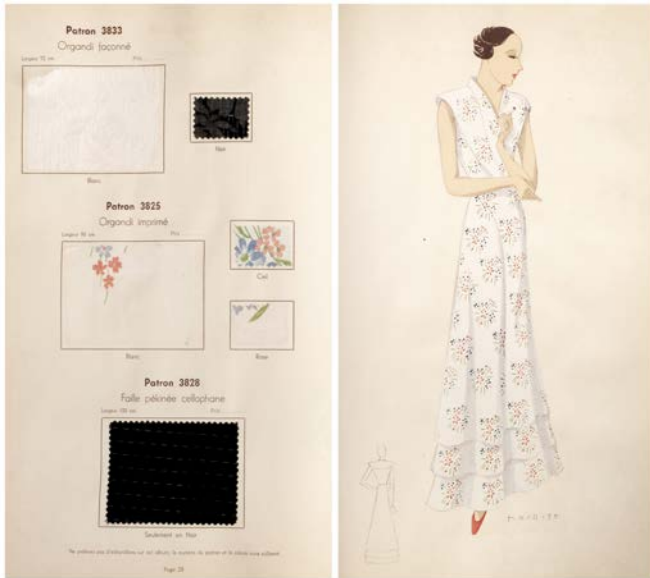 Patron 3833
Organdi façonné
Largeur 70 cm. Prix
Noir
Blanc
Patron 3825
Organdi imprimé
Largeur 90 cm. Prix
Ciel
Blanc
Rose
Patron 3828
Faille pékinée cellophane
Largeur 100 cm. Prix
Seulement en Noir
Page 28